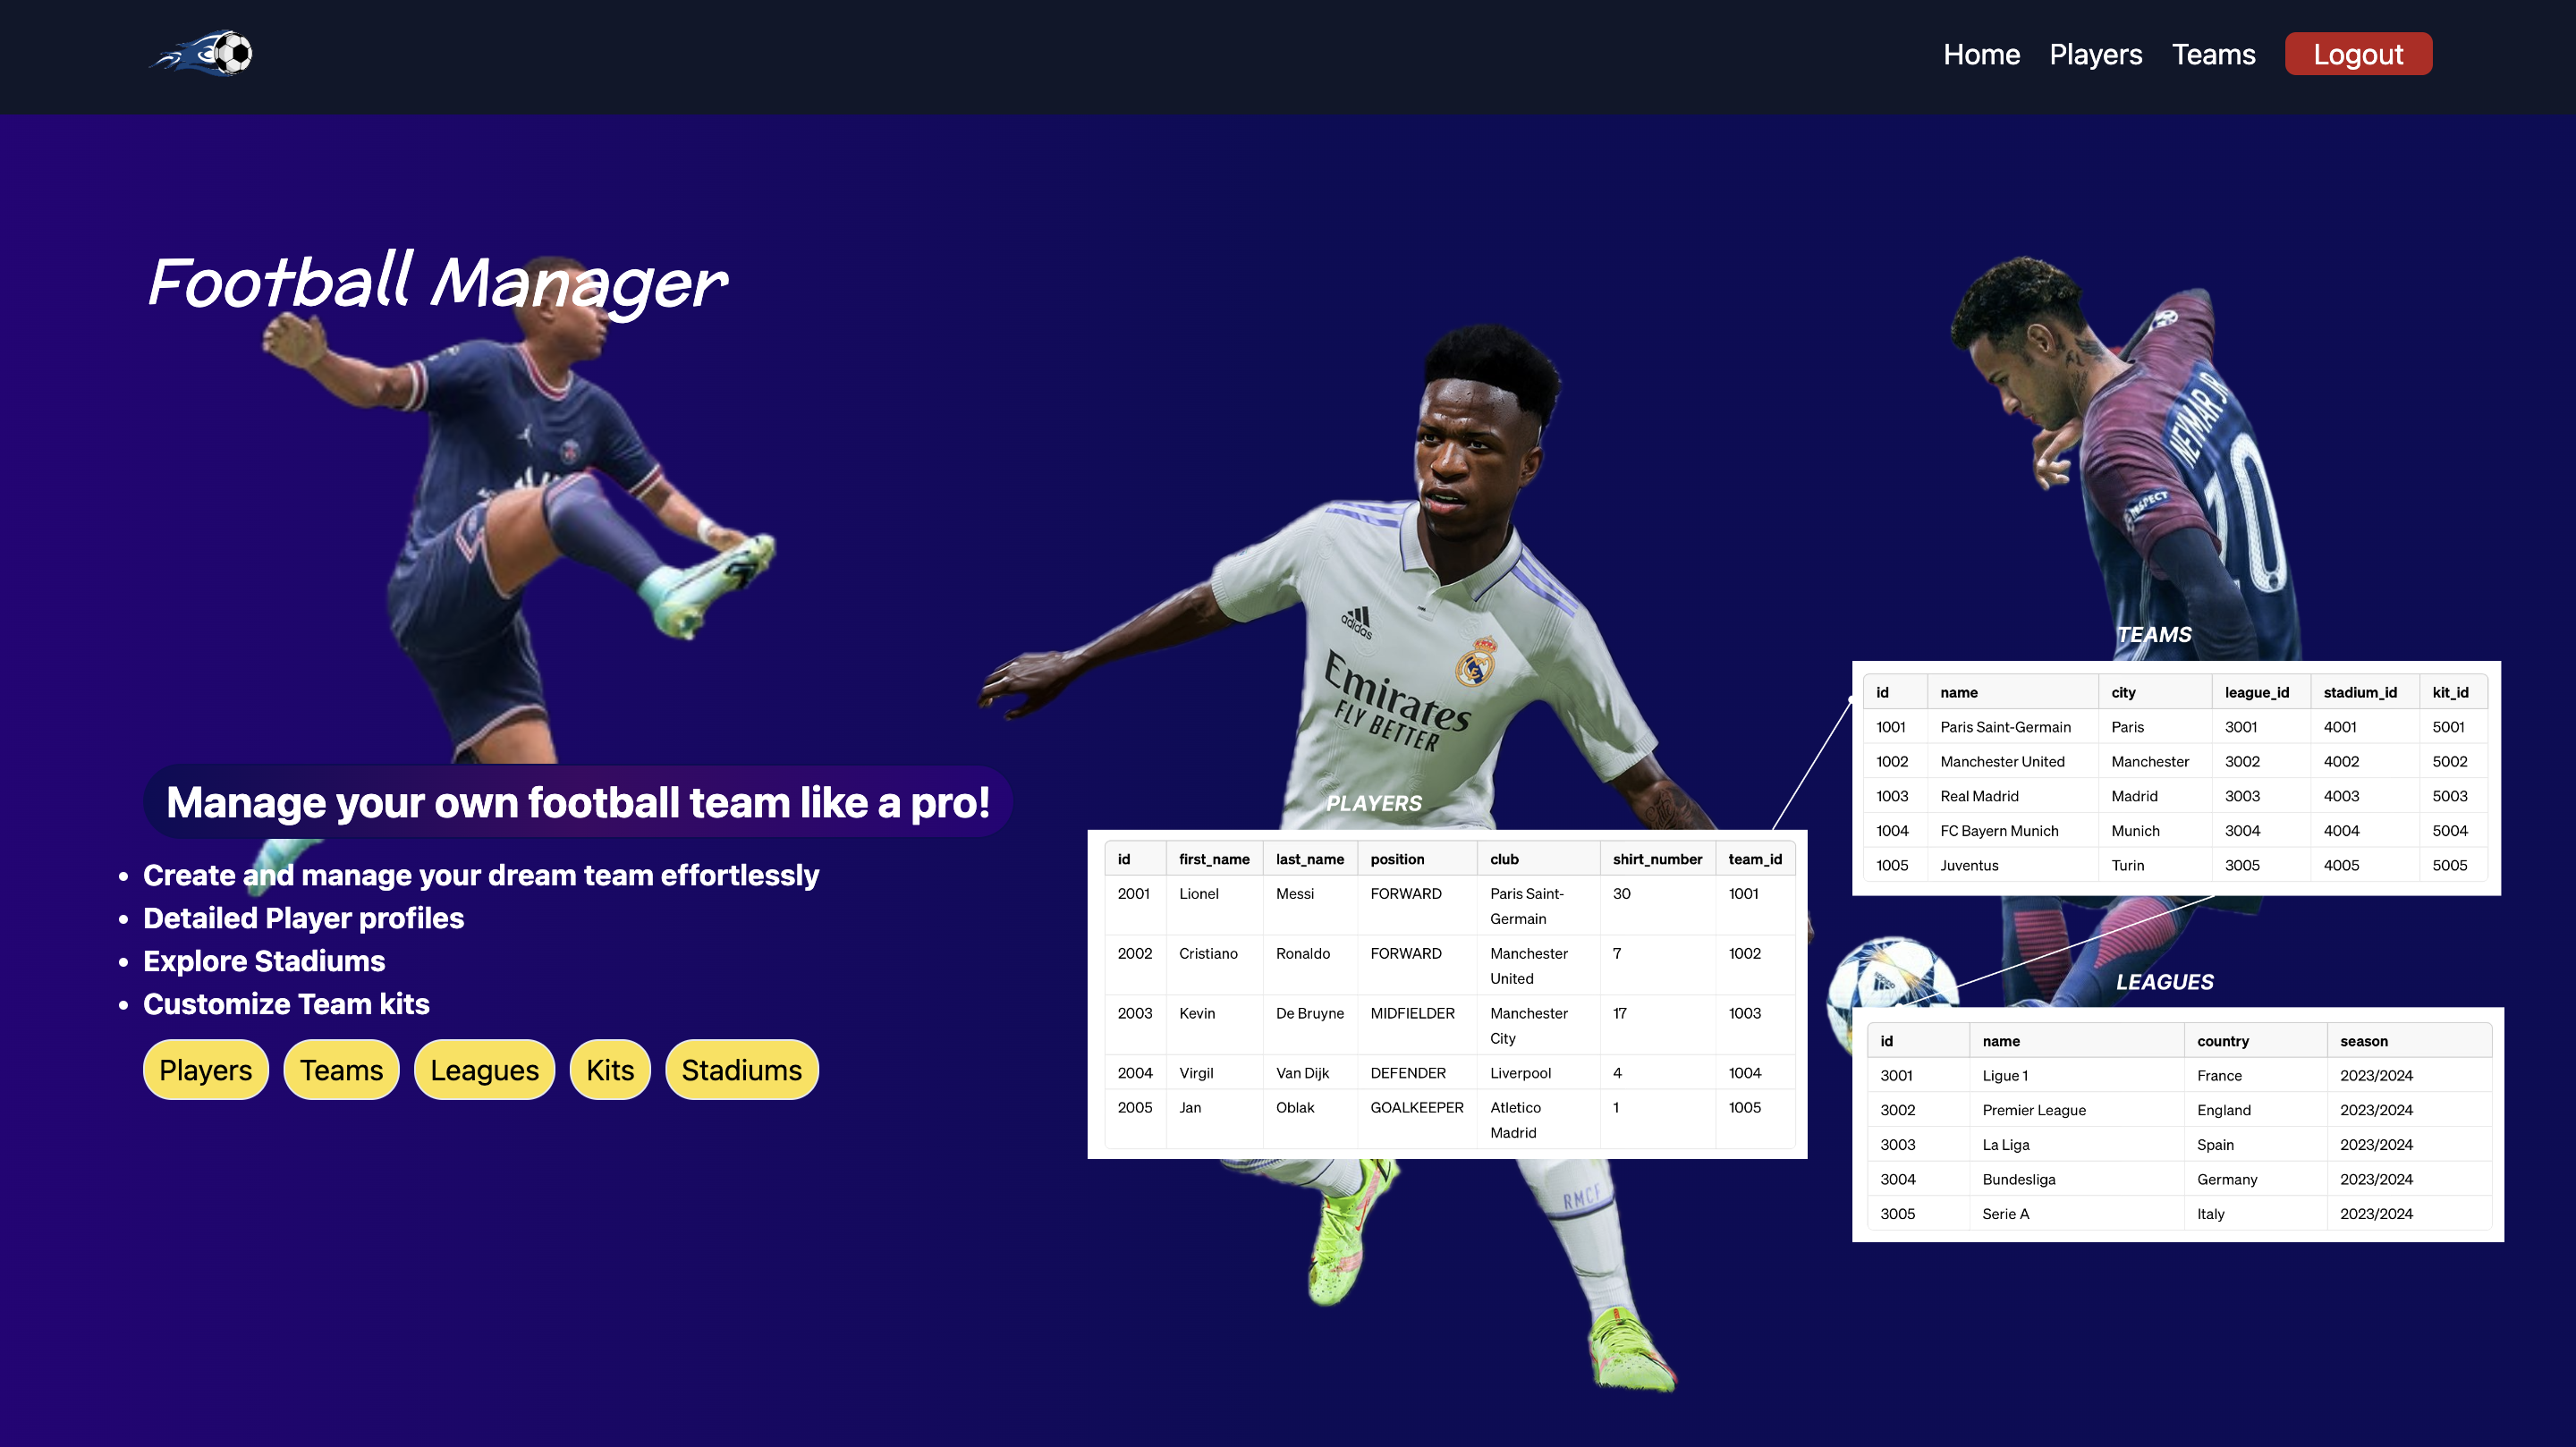 Home Players Teams Logout
Football Manager
Manage your own football team like a pro!
• Create and manage your dream team effortlessly
• Detailed Player profiles
• Explore Stadiums
• Customize Team kits
Players Teams Leagues Kits Stadiums
adidas
Emirates
FLY BETTER
RMCF
NEYMAR JR
10
RESPECT
PLAYERS
id first_name last_name position club shirt_number team_id
2001 Lionel Messi FORWARD Paris Saint-
Germain 30 1001
2002 Cristiano Ronaldo FORWARD Manchester
United 7 1002
2003 Kevin De Bruyne MIDFIELDER Manchester
City 17 1003
2004 Virgil Van Dijk DEFENDER Liverpool 4 1004
2005 Jan Oblak GOALKEEPER Atletico
Madrid 1 1005
TEAMS
id name city league_id stadium_id kit_id
1001 Paris Saint-Germain Paris 3001 4001 5001
1002 Manchester United Manchester 3002 4002 5002
1003 Real Madrid Madrid 3003 4003 5003
1004 FC Bayern Munich Munich 3004 4004 5004
1005 Juventus Turin 3005 4005 5005
adidas
LEAGUES
id name country season
3001 Ligue 1 France 2023/2024
3002 Premier League England 2023/2024
3003 La Liga Spain 2023/2024
3004 Bundesliga Germany 2023/2024
3005 Serie A Italy 2023/2024